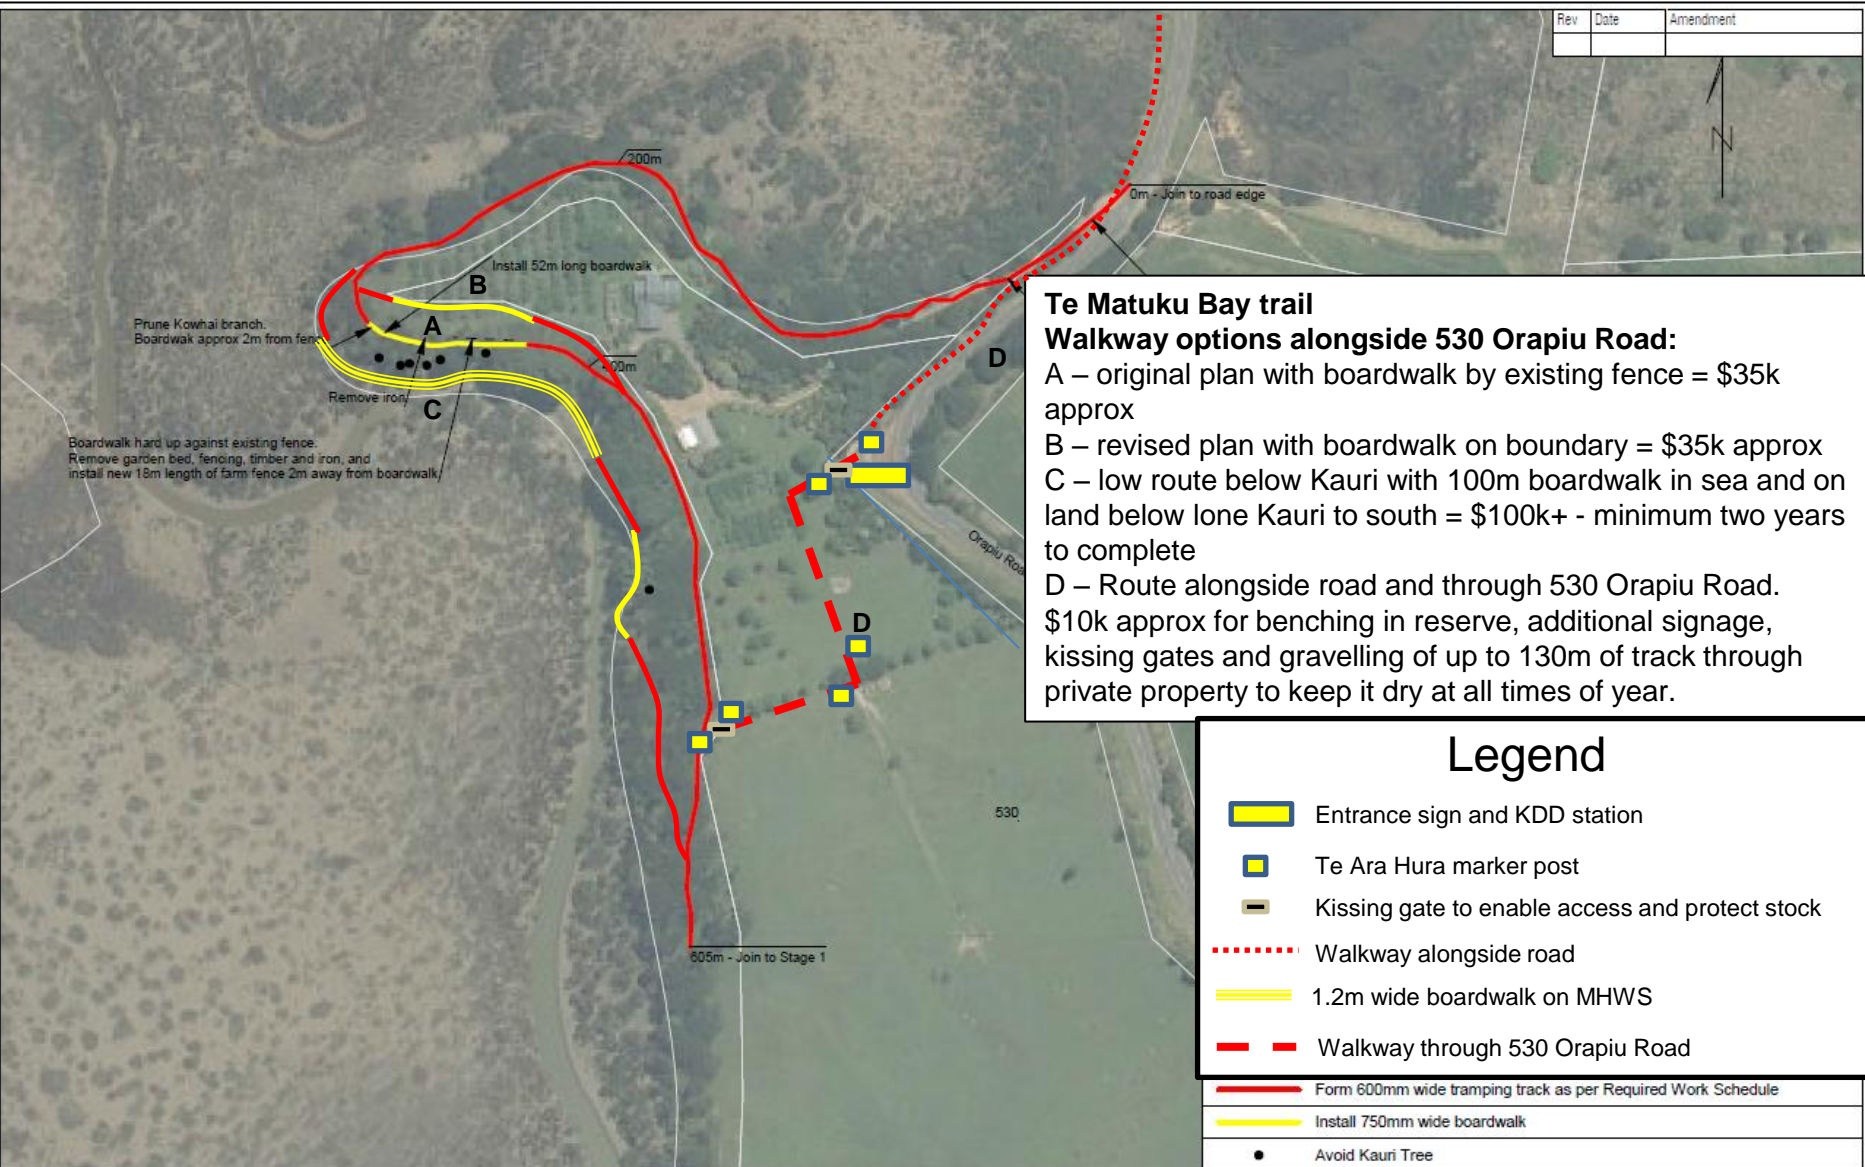 Rev Date Amendment
N
200m
0m - Join to road edge
Install 52m long boardwalk
B
Prune Kowhai branch.
Boardwak approx 2m from fen
A
400m
Remove iron
C
Boardwalk hard up against existing fence.
Remove garden bed, fencing, timber and iron, and
install new 18m length of farm fence 2m away from boardwalk
D
Orapiu Roa
D
530
605m - Join to Stage 1
Te Matuku Bay trail
Walkway options alongside 530 Orapiu Road:
A – original plan with boardwalk by existing fence = $35k
approx
B – revised plan with boardwalk on boundary = $35k approx
C – low route below Kauri with 100m boardwalk in sea and on
land below lone Kauri to south = $100k+ - minimum two years
to complete
D – Route alongside road and through 530 Orapiu Road.
$10k approx for benching in reserve, additional signage,
kissing gates and gravelling of up to 130m of track through
private property to keep it dry at all times of year.
Legend
Entrance sign and KDD station
Te Ara Hura marker post
Kissing gate to enable access and protect stock
Walkway alongside road
1.2m wide boardwalk on MHWS
Walkway through 530 Orapiu Road
Form 600mm wide tramping track as per Required Work Schedule
Install 750mm wide boardwalk
Avoid Kauri Tree